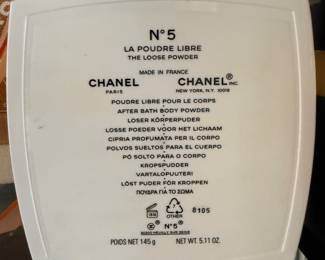 N°5
LA POUDRE LIBRE
THE LOOSE POWDER
MADE IN FRANCE
CHANEL CHANEL® INC.
PARIS NEW YORK, N.Y. 10019
POUDRE LIBRE POUR LE CORPS
AFTER BATH BODY POWDER
LOSER KÖRPERPUDER
LOSSE POEDER VOOR HET LICHAAM
CIPRIA PROFUMATA PER IL CORPO
POLVOS SUELTOS PARA EL CUERPO
PÓ SOLTO PARA O CORPO
KROPSPUDDER
VARTALOPUUTERI
LÖST PUDER FÖR KROPPEN
ΠΟΥΔΡΑ ΓΙΑ ΤΟ ΣΩΜΑ
OTHER
8105
N°5
POIDS NET 145 g NET WT. 5.11 OZ.